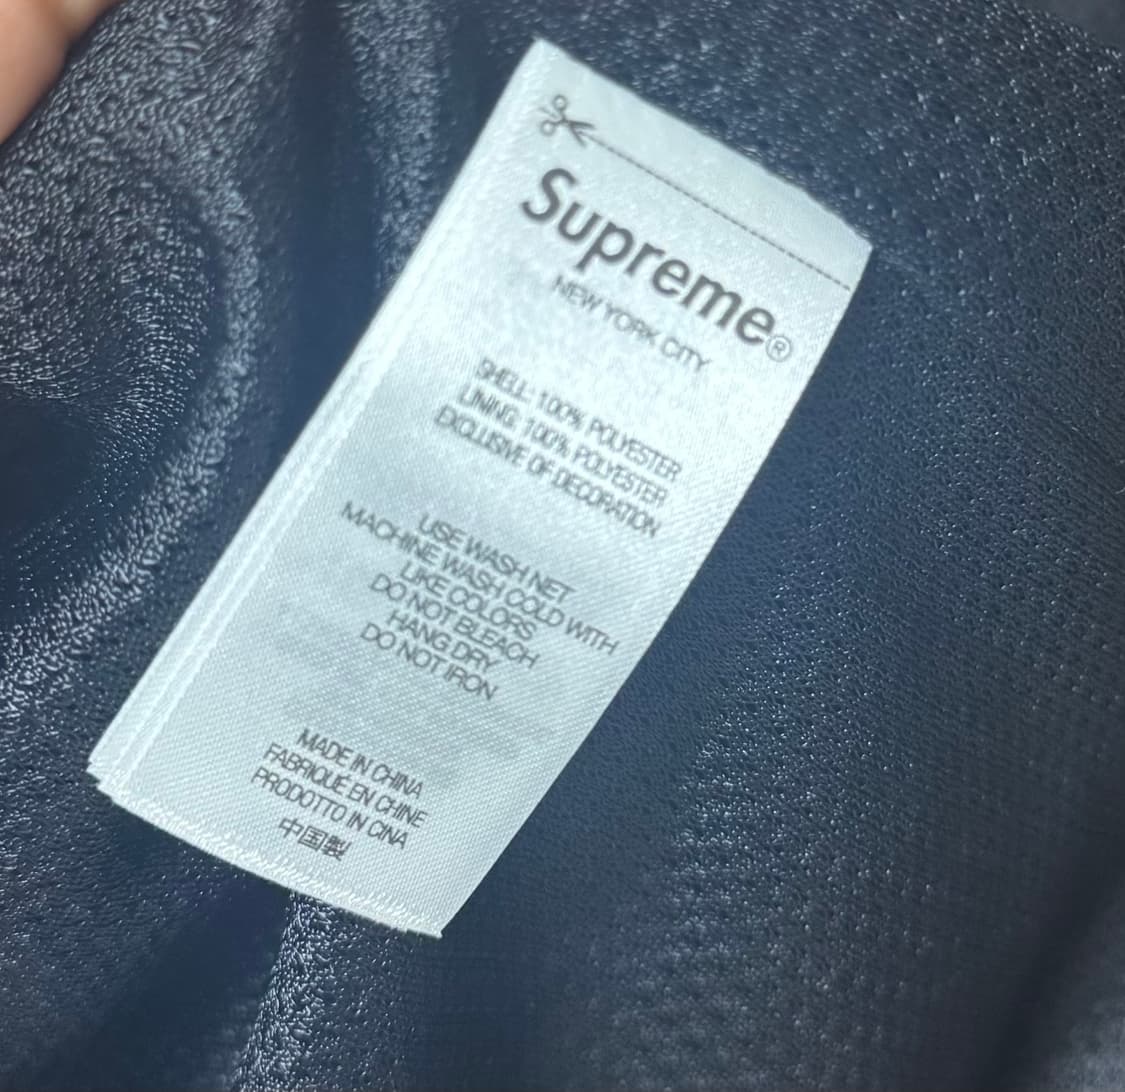 Supreme®
NEW YORK CITY
SHELL: 100% POLYESTER
LINING: 100% POLYESTER
EXCLUSIVE OF DECORATION
USE WASH NET
MACHINE WASH COLD WITH
LIKE COLORS
DO NOT BLEACH
HANG DRY
DO NOT IRON
MADE IN CHINA
FABRIQUÉ EN CHINE
PRODOTTO IN CINA
中国製